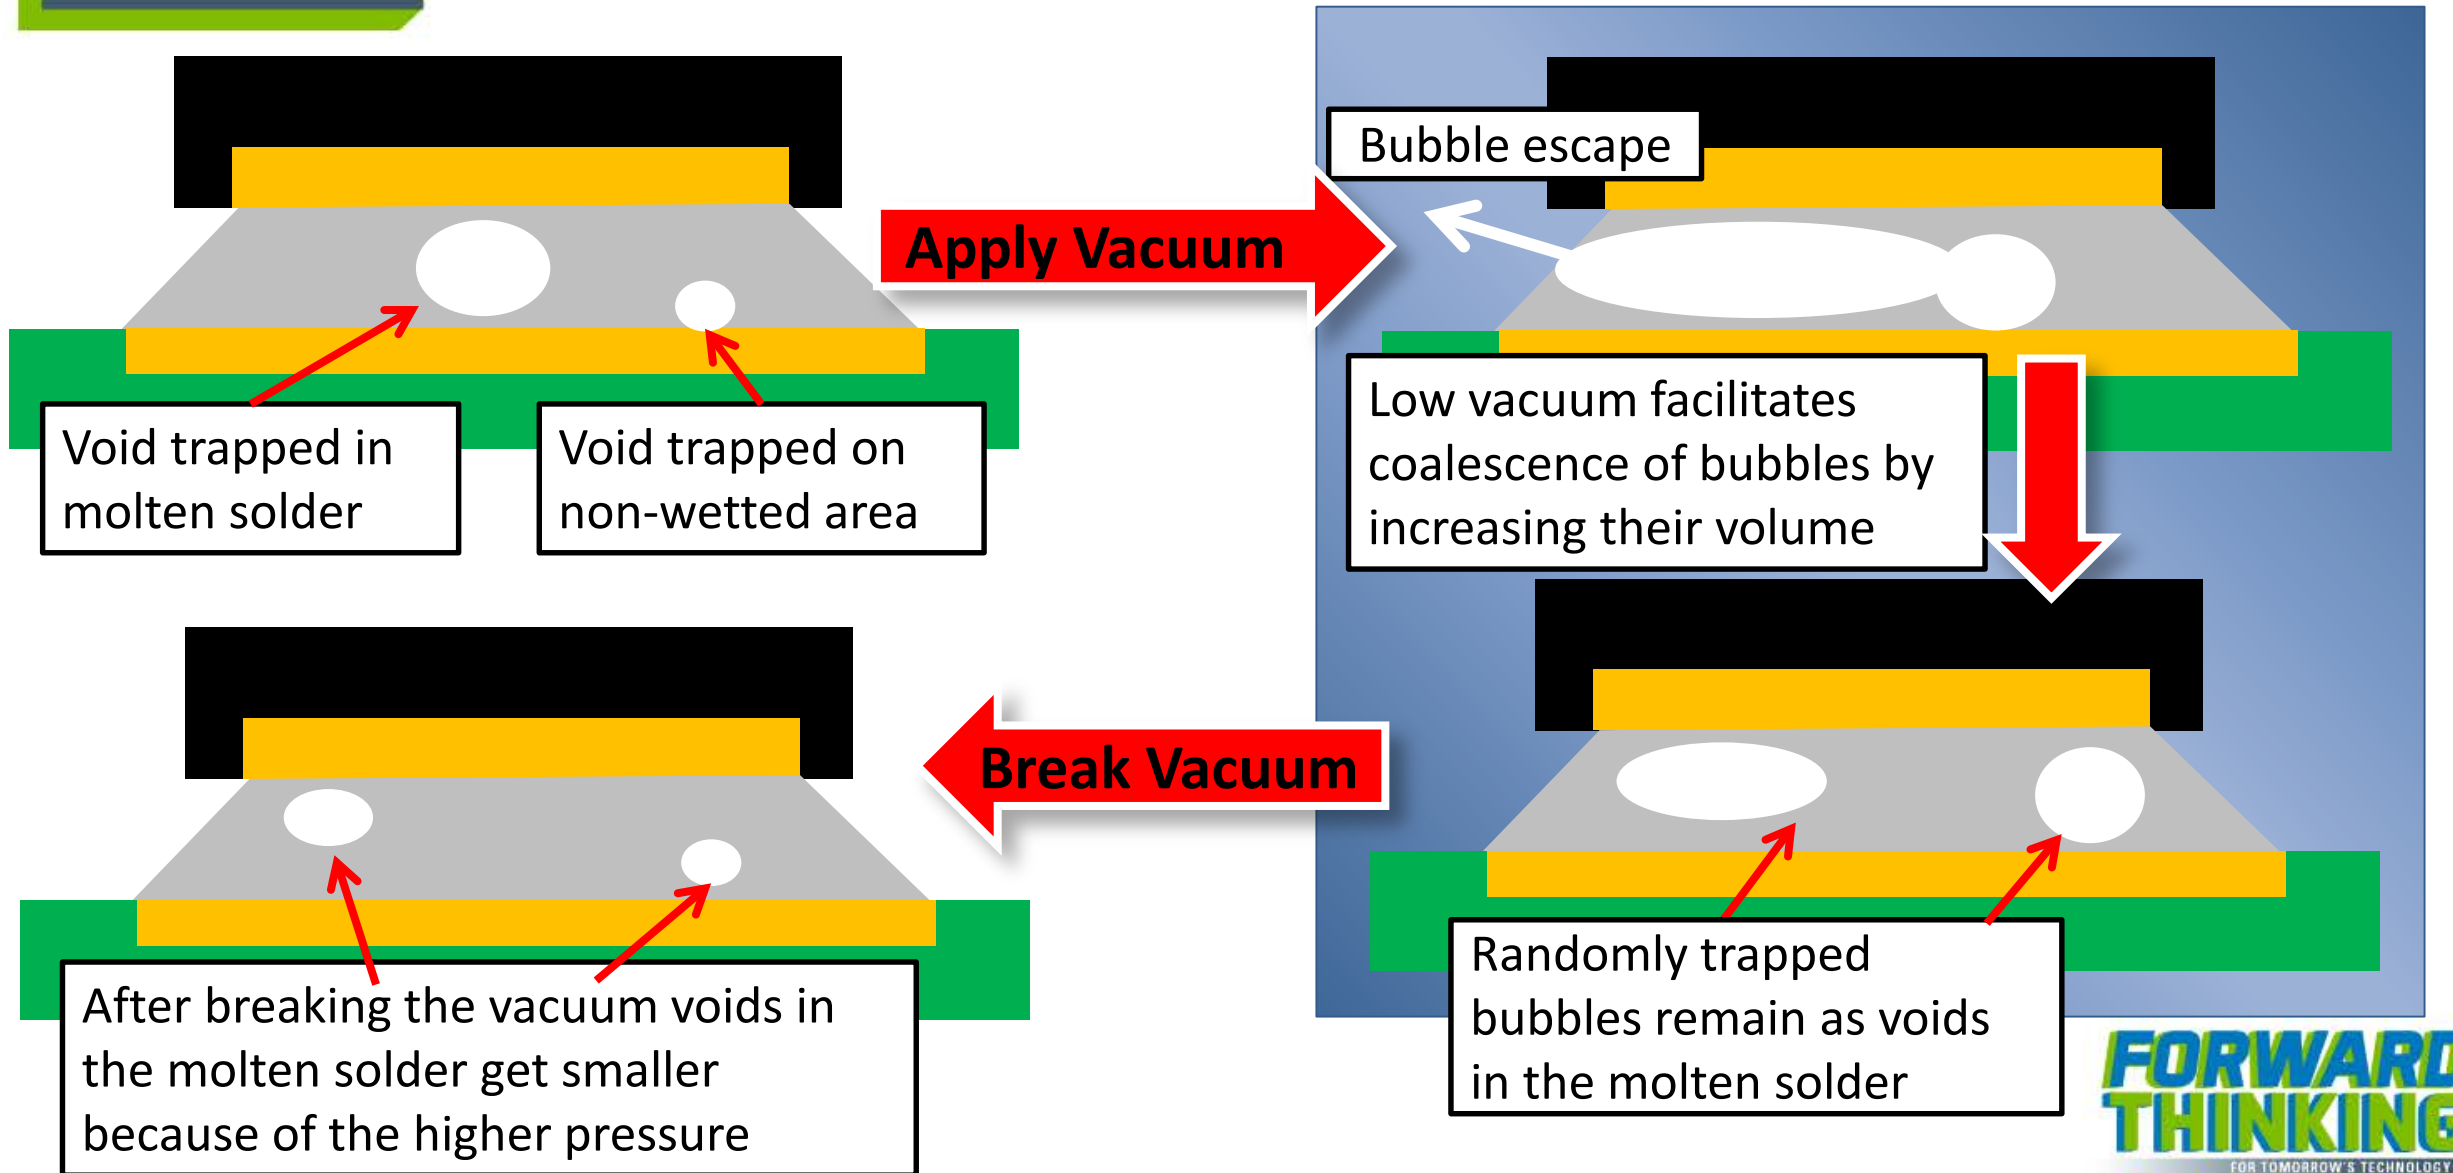 Bubble escape
Apply Vacuum
Void trapped in
molten solder
Void trapped on
non-wetted area
Low vacuum facilitates
coalescence of bubbles by
increasing their volume
Break Vacuum
Randomly trapped
bubbles remain as voids
in the molten solder
After breaking the vacuum voids in
the molten solder get smaller
because of the higher pressure
FORWARD
THINKING
FOR TOMORROW'S TECHNOLOGY